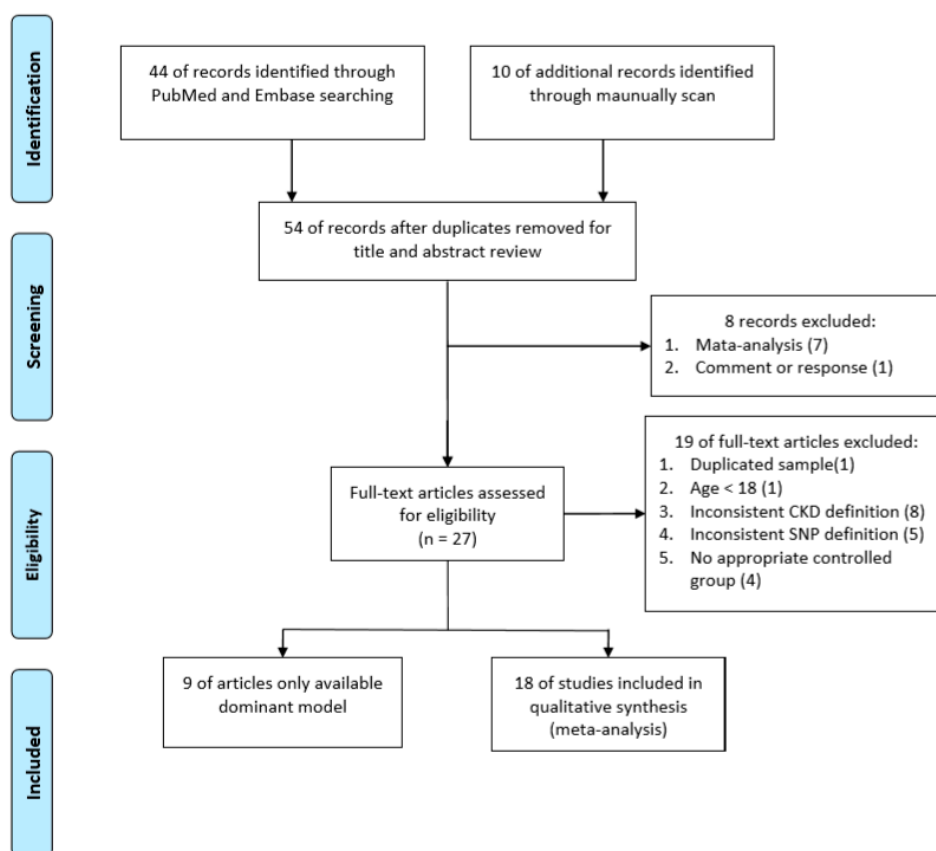 Identification
44 of records identified through
PubMed and Embase searching
10 of additional records identified
through maunually scan
54 of records after duplicates removed for
title and abstract review
Screening
8 records excluded:
1. Mata-analysis (7)
2. Comment or response (1)
Eligibility
Full-text articles assessed
for eligibility
(n = 27)
19 of full-text articles excluded:
1. Duplicated sample(1)
2. Age < 18 (1)
3. Inconsistent CKD definition (8)
4. Inconsistent SNP definition (5)
5. No appropriate controlled
group (4)
Included
9 of articles only available
dominant model
18 of studies included in
qualitative synthesis
(meta-analysis)